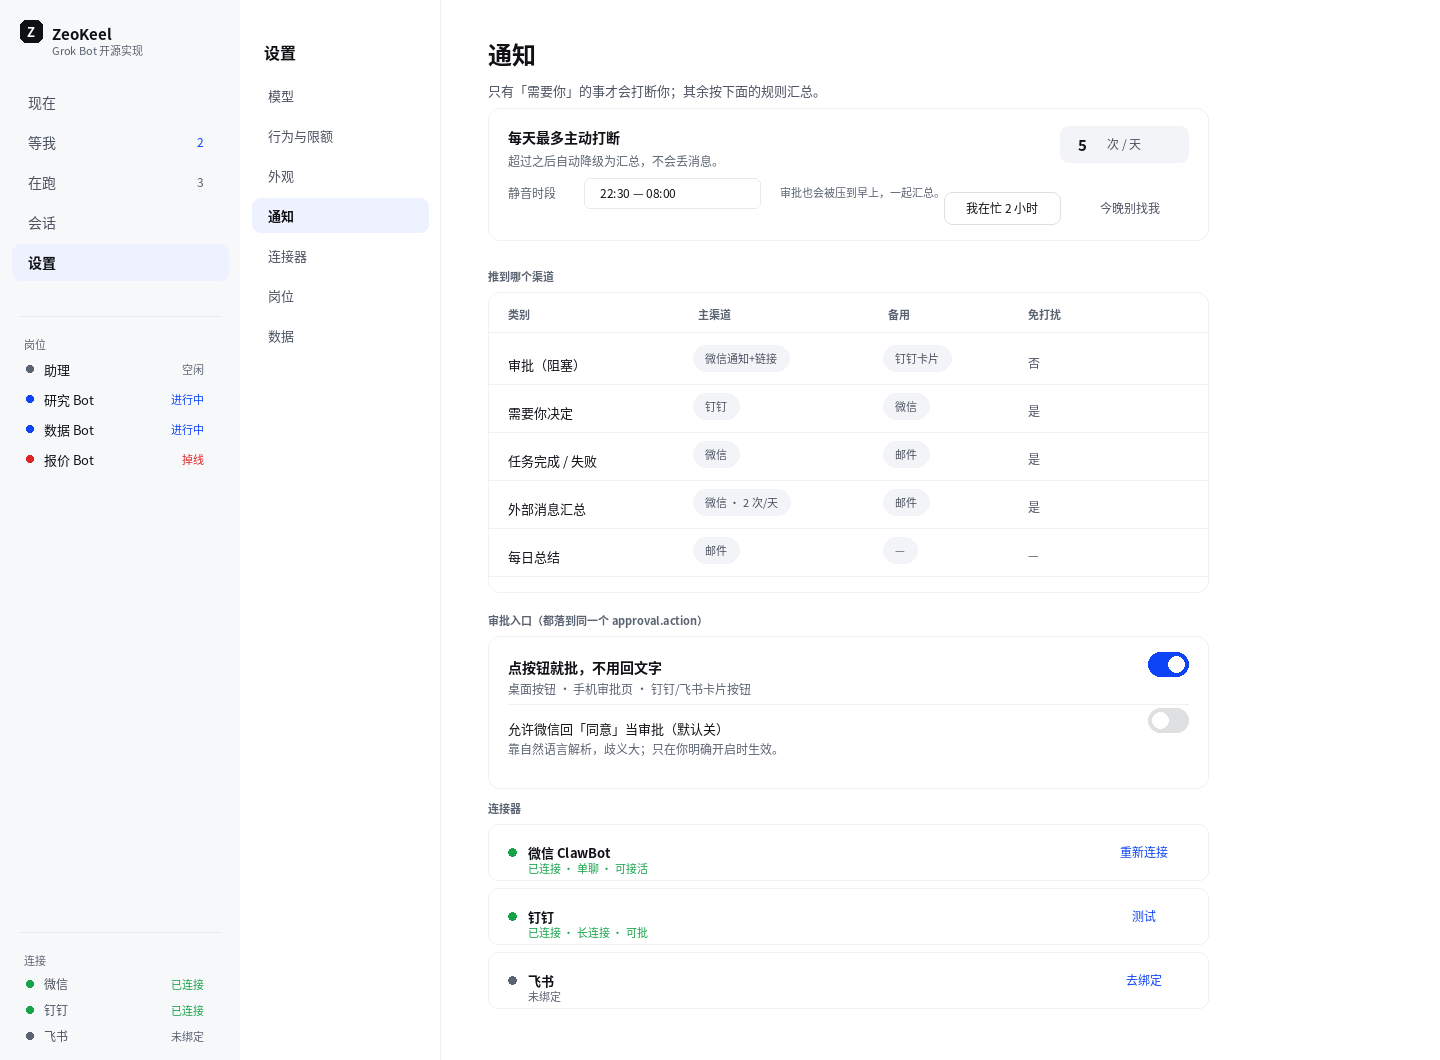 Z
ZeoKeel
Grok Bot 开源实现
现在
等我 2
在跑 3
会话
设置
岗位
助理 空闲
研究 Bot 进行中
数据 Bot 进行中
报价 Bot 掉线
连接
微信 已连接
钉钉 已连接
飞书 未绑定
设置
模型
行为与限额
外观
通知
连接器
岗位
数据
通知
只有「需要你」的事才会打断你；其余按下面的规则汇总。
每天最多主动打断
超过之后自动降级为汇总，不会丢消息。
5 次 / 天
静音时段 22:30 — 08:00 审批也会被压到早上，一起汇总。
我在忙 2 小时 今晚别找我
推到哪个渠道
类别 主渠道 备用 免打扰
审批（阻塞） 微信通知+链接 钉钉卡片 否
需要你决定 钉钉 微信 是
任务完成 / 失败 微信 邮件 是
外部消息汇总 微信 · 2 次/天 邮件 是
每日总结 邮件 — —
审批入口（都落到同一个 approval.action）
点按钮就批，不用回文字
桌面按钮 · 手机审批页 · 钉钉/飞书卡片按钮
允许微信回「同意」当审批（默认关）
靠自然语言解析，歧义大；只在你明确开启时生效。
连接器
微信 ClawBot
已连接 · 单聊 · 可接活
重新连接
钉钉
已连接 · 长连接 · 可批
测试
飞书
未绑定
去绑定